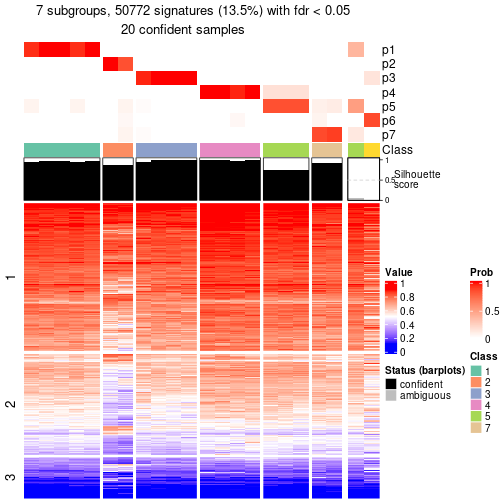 7 subgroups, 50772 signatures (13.5%) with fdr < 0.05
20 confident samples
p1
p2
p3
p4
p5
p6
p7
Class
1
0.5
0
Silhouette
score
1
2
3
Value
1
0.8
0.6
0.4
0.2
0
Prob
1
0.5
0
Status (barplots)
confident
ambiguous
Class
1
2
3
4
5
7